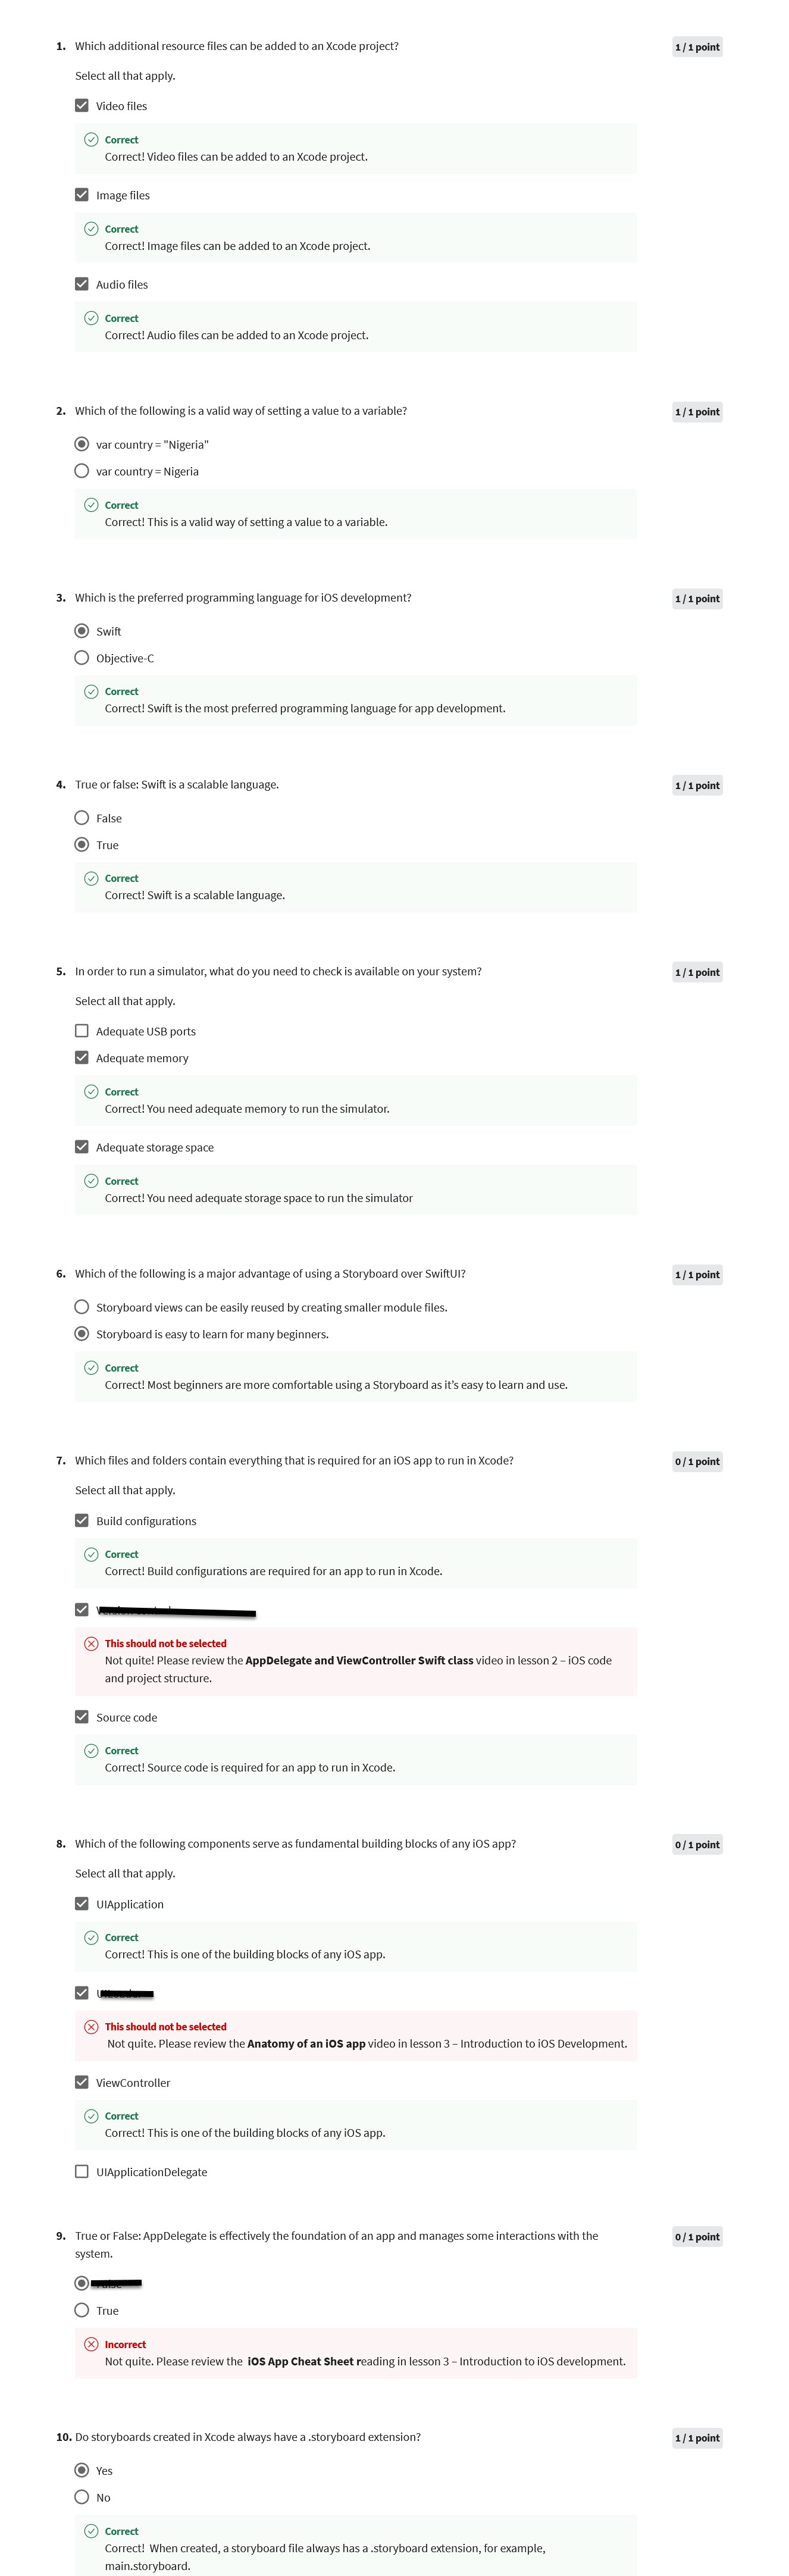 1. Which additional resource files can be added to an Xcode project?
1 / 1 point
Select all that apply.
Video files
Correct
Correct! Video files can be added to an Xcode project.
Image files
Correct
Correct! Image files can be added to an Xcode project.
Audio files
Correct
Correct! Audio files can be added to an Xcode project.
2. Which of the following is a valid way of setting a value to a variable?
1 / 1 point
var country = "Nigeria"
var country = Nigeria
Correct
Correct! This is a valid way of setting a value to a variable.
3. Which is the preferred programming language for iOS development?
1 / 1 point
Swift
Objective-C
Correct
Correct! Swift is the most preferred programming language for app development.
4. True or false: Swift is a scalable language.
1 / 1 point
False
True
Correct
Correct! Swift is a scalable language.
5. In order to run a simulator, what do you need to check is available on your system?
1 / 1 point
Select all that apply.
Adequate USB ports
Adequate memory
Correct
Correct! You need adequate memory to run the simulator.
Adequate storage space
Correct
Correct! You need adequate storage space to run the simulator
6. Which of the following is a major advantage of using a Storyboard over SwiftUI?
1 / 1 point
Storyboard views can be easily reused by creating smaller module files.
Storyboard is easy to learn for many beginners.
Correct
Correct! Most beginners are more comfortable using a Storyboard as it’s easy to learn and use.
7. Which files and folders contain everything that is required for an iOS app to run in Xcode?
0 / 1 point
Select all that apply.
Build configurations
Correct
Correct! Build configurations are required for an app to run in Xcode.
This should not be selected
Not quite! Please review the AppDelegate and ViewController Swift class video in lesson 2 – iOS code
and project structure.
Source code
Correct
Correct! Source code is required for an app to run in Xcode.
8. Which of the following components serve as fundamental building blocks of any iOS app?
0 / 1 point
Select all that apply.
UIApplication
Correct
Correct! This is one of the building blocks of any iOS app.
This should not be selected
Not quite. Please review the Anatomy of an iOS app video in lesson 3 – Introduction to iOS Development.
ViewController
Correct
Correct! This is one of the building blocks of any iOS app.
UIApplicationDelegate
9. True or False: AppDelegate is effectively the foundation of an app and manages some interactions with the
system.
0 / 1 point
True
Incorrect
Not quite. Please review the iOS App Cheat Sheet reading in lesson 3 – Introduction to iOS development.
10. Do storyboards created in Xcode always have a .storyboard extension?
1 / 1 point
Yes
No
Correct
Correct! When created, a storyboard file always has a .storyboard extension, for example,
main.storyboard.